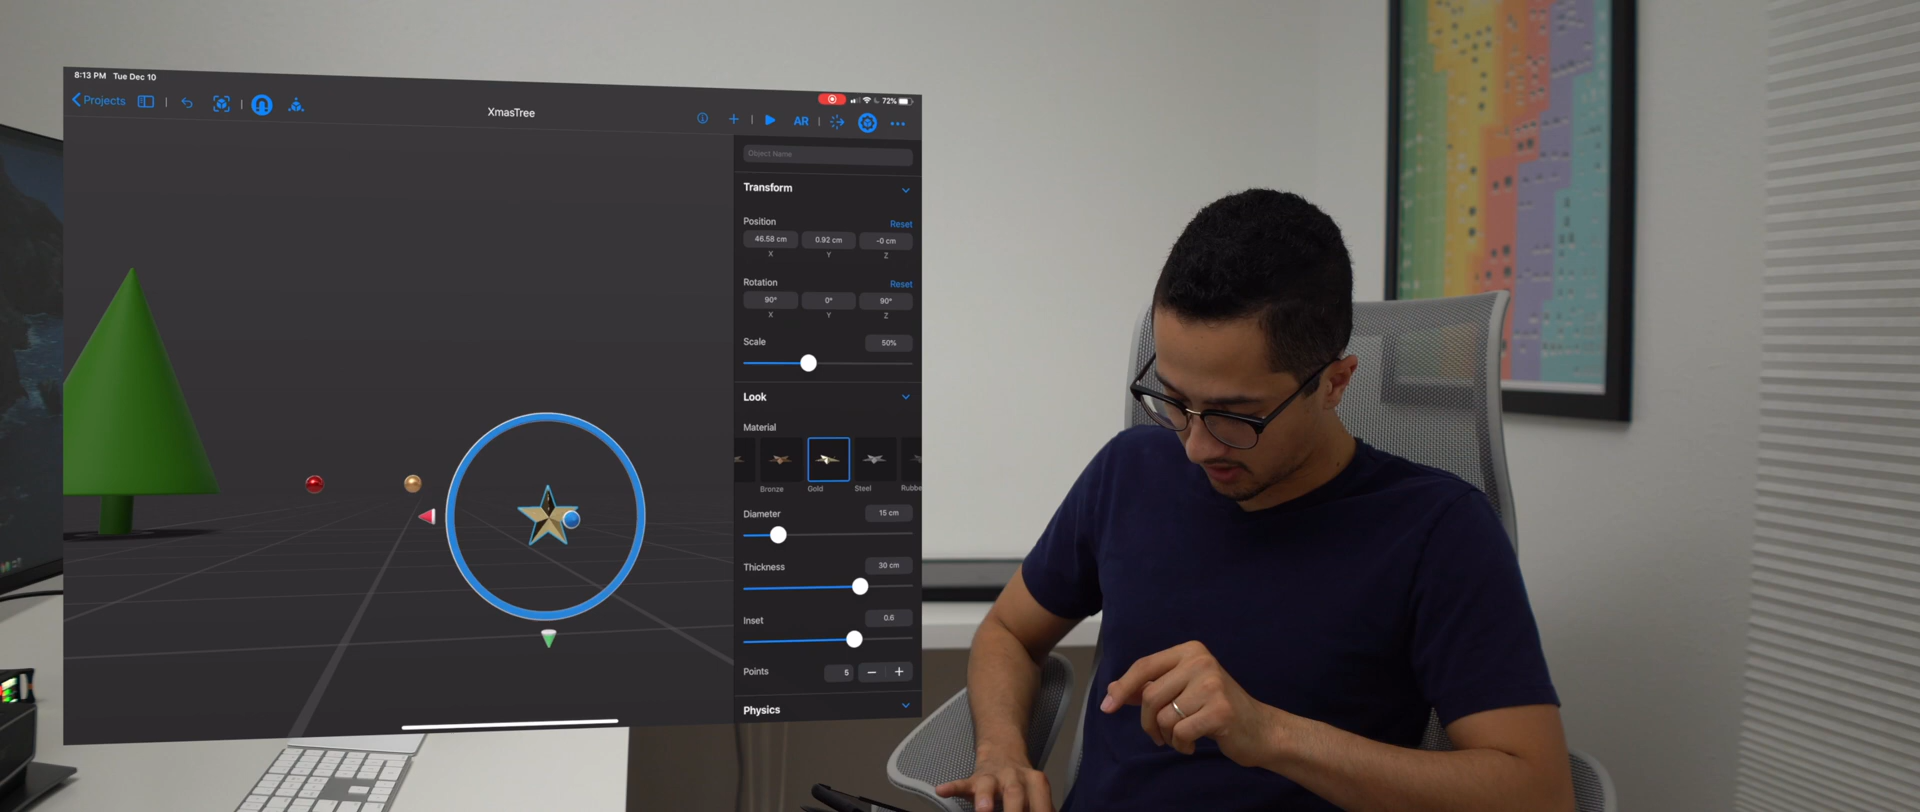 8:13 PM Tue Dec 10
72%
Projects
XmasTree
AR
Object Name
Transform
Position
Reset
46.58 cm 0.92 cm -0 cm
X Y Z
Rotation
Reset
90° 0° 90°
X Y Z
Scale
50%
Look
Material
Bronze Gold Steel Rubbe
Diameter
15 cm
Thickness
30 cm
Inset
0.6
Points
5 − +
Physics